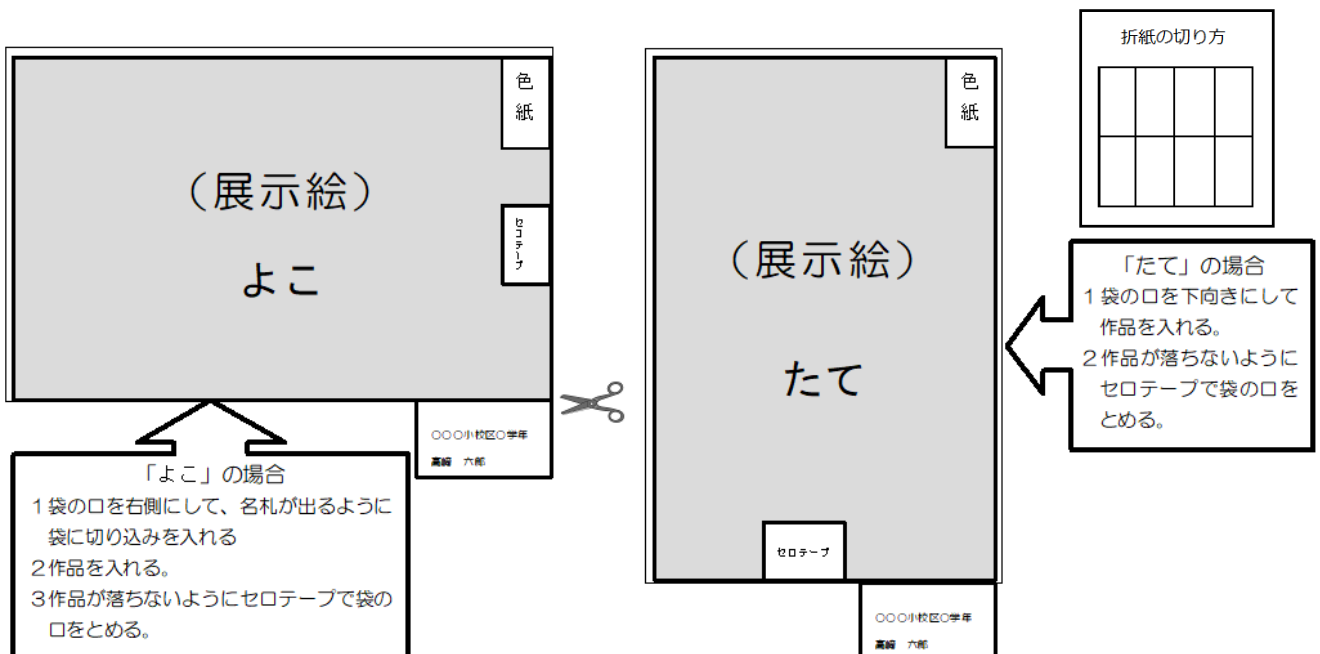 折紙の切り方
色紙
(展示絵)
よこ
セロテープ
○○○小校区○学年
高崎 六郎
「よこ」の場合
1袋の口を右側にして、名札が出るように
袋に切り込みを入れる
2作品を入れる。
3作品が落ちないようにセロテープで袋の
口をとめる。
色紙
(展示絵)
たて
セロテープ
○○○小校区○学年
高崎 六郎
「たて」の場合
1袋の口を下向きにして
作品を入れる。
2作品が落ちないように
セロテープで袋の口を
とめる。